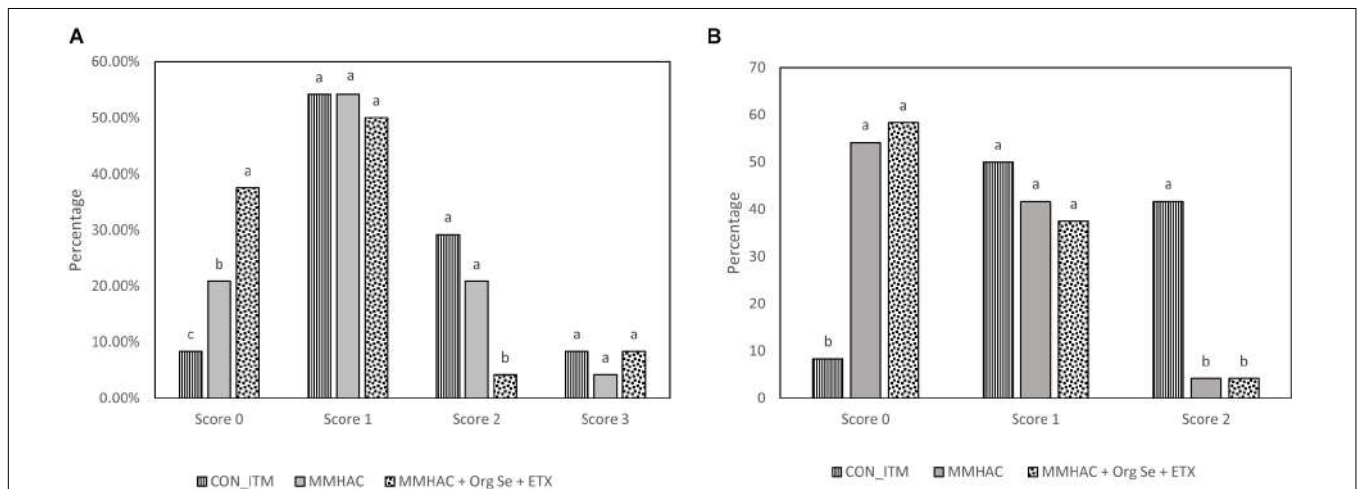 A
60.00%
50.00%
40.00%
30.00%
20.00%
10.00%
0.00%
Percentage
a a a
a
b
c
a
a
b
a a a
Score 0 Score 1 Score 2 Score 3
CON_ITM MMHAC MMHAC + Org Se + ETX
B
70
60
50
40
30
20
10
0
Percentage
b a a
a a a
a b b
Score 0 Score 1 Score 2
CON_ITM MMHAC MMHAC + Org Se + ETX